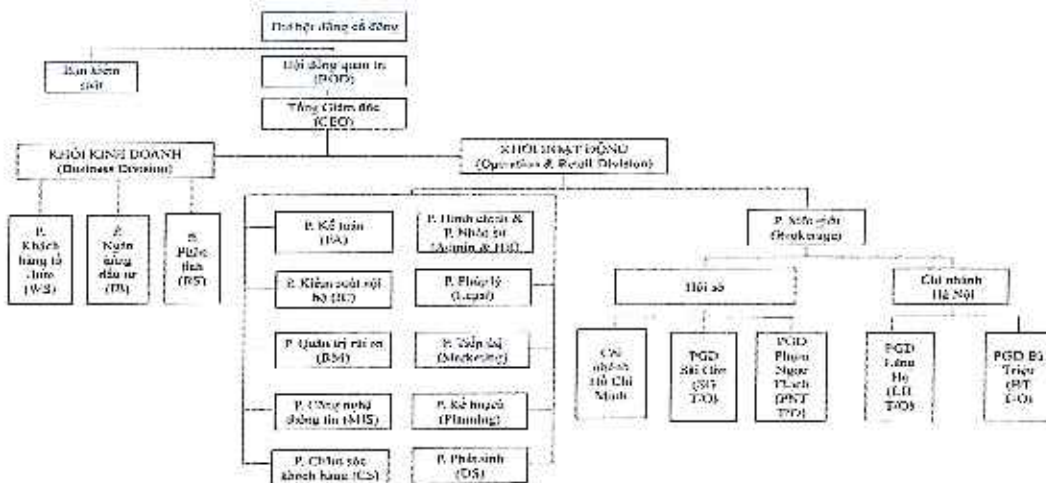 Đại hội đồng cổ đông
Ban kiểm
soát
Hội đồng quản trị
(BOD)
Tổng Giám đốc
(CEO)
KHỐI KINH DOANH
(Business Division)
KHỐI HOẠT ĐỘNG
(Operation & Retail Division)
P.
Khách
hàng tổ
chức
(WS)
P.
Ngân
hàng
đầu tư
(IB)
P.
Phân
tích
(RS)
P. Kế toán
(FA)
P. Hành chính &
P. Nhân sự
(Admin & HR)
P. Kiểm soát nội
bộ (IC)
P. Pháp lý
(Legal)
P. Quản trị rủi ro
(RM)
P. Tiếp thị
(Marketing)
P. Công nghệ
thông tin (MIS)
P. Kế hoạch
(Planning)
P. Chăm sóc
khách hàng (CS)
P. Phái sinh
(DS)
P. Môi giới
(Brokerage)
Hội sở
Chi nhánh
Hà Nội
Chi
nhánh
Hồ Chí
Minh
PGD
Sài Gòn
(SG
T/O)
PGD
Phạm
Ngọc
Thạch
(PNT
T/O)
PGD
Láng
Hạ
(LH
T/O)
PGD Bà
Triệu
(BT
T/O)